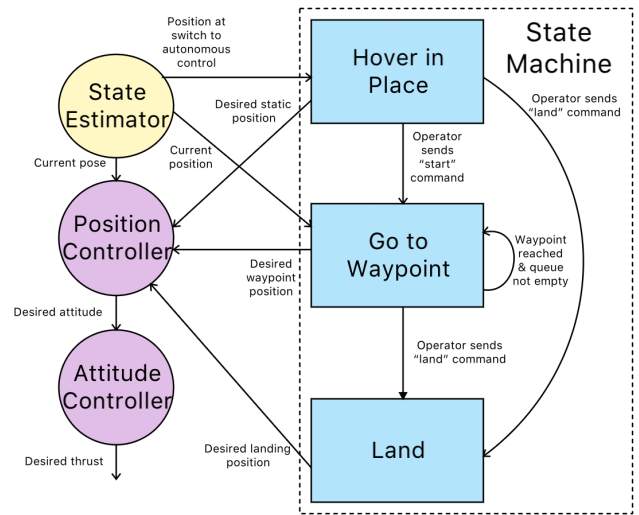 Position at
switch to
autonomous
control
Hover in
Place
State
Machine
State
Estimator
Desired static
position
Operator sends
“land” command
Current pose
Current
position
Operator
sends
“start”
command
Position
Controller
Go to
Waypoint
Waypoint
reached
& queue
not empty
Desired
waypoint
position
Desired attitude
Operator sends
“land” command
Attitude
Controller
Land
Desired landing
position
Desired thrust